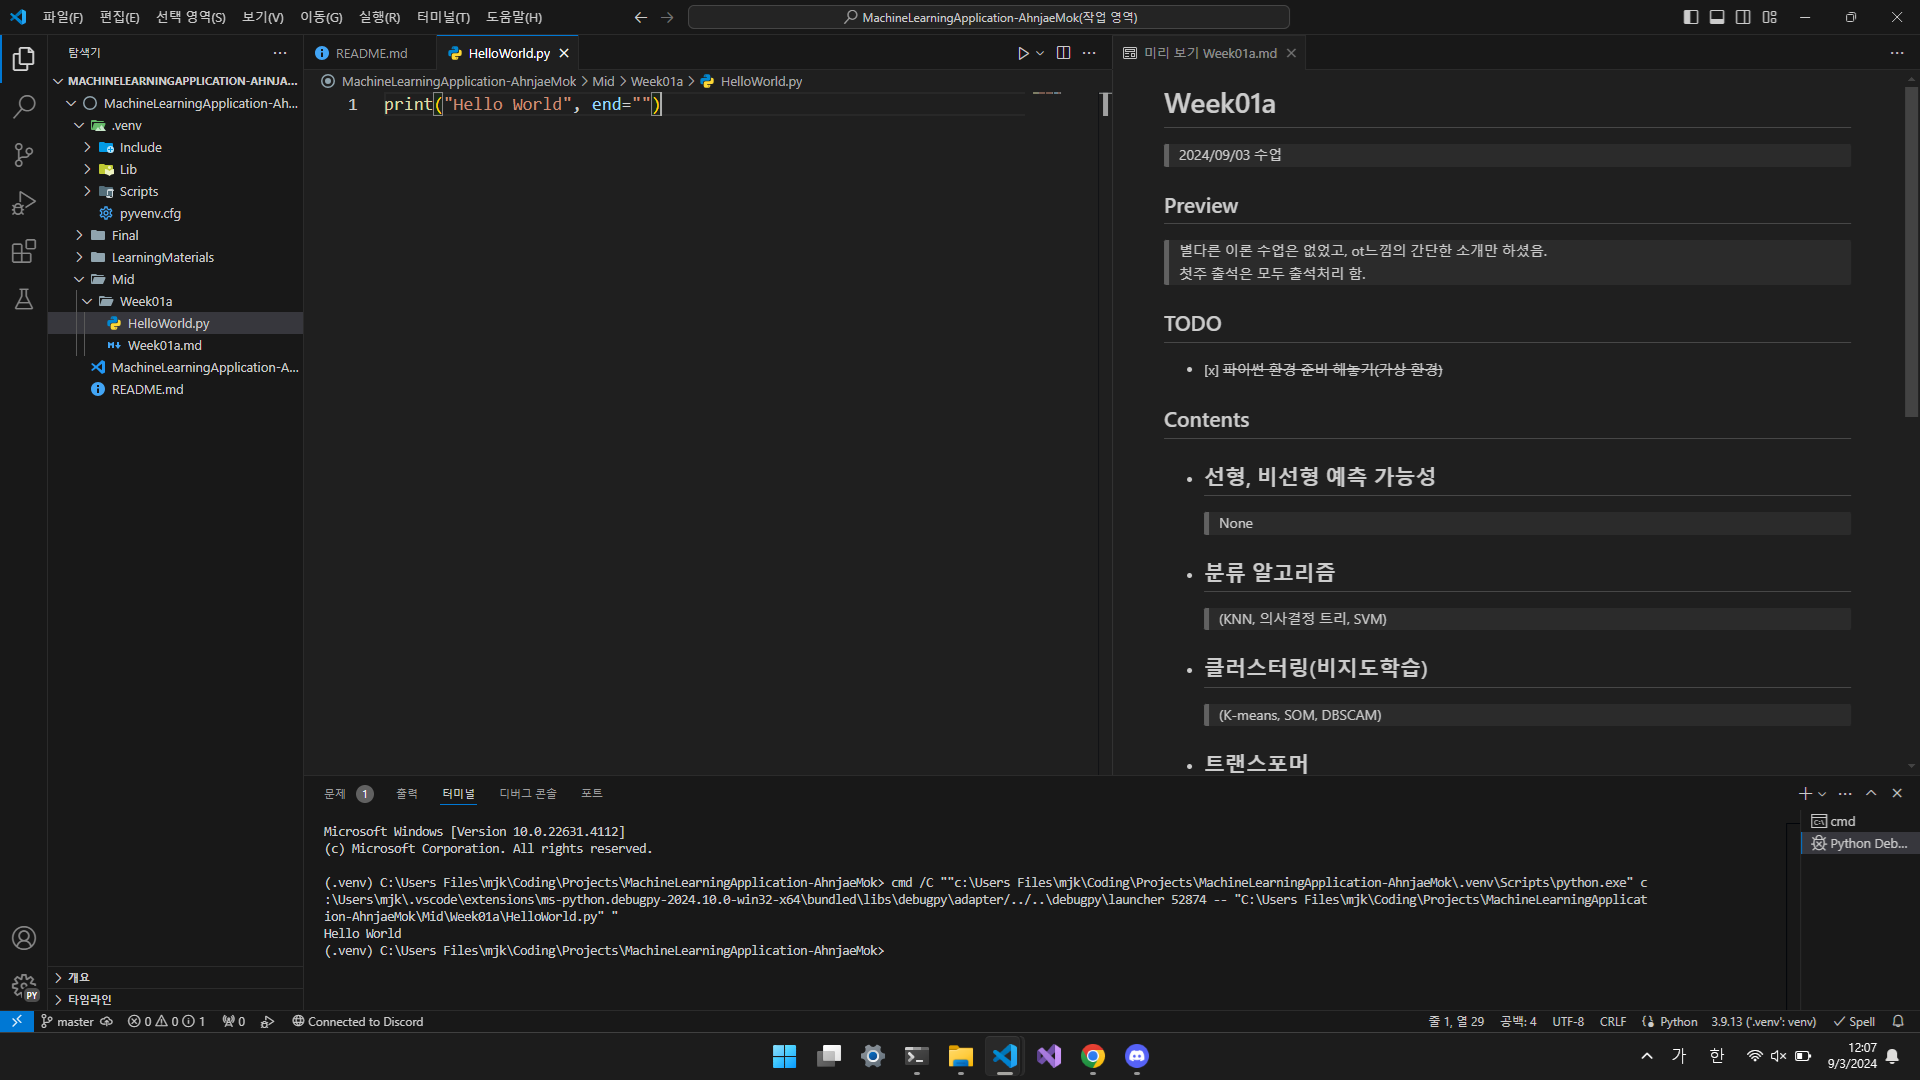 파일(F) 편집(E) 선택 영역(S) 보기(V) 이동(G) 실행(R) 터미널(T) 도움말(H)
MachineLearningApplication-AhnjaeMok(작업 영역)
탐색기
MACHINELEARNINGAPPLICATION-AHNJA...
MachineLearningApplication-Ah...
.venv
Include
Lib
Scripts
pyvenv.cfg
Final
LearningMaterials
Mid
Week01a
HelloWorld.py
Week01a.md
MachineLearningApplication-A...
README.md
개요
타임라인
README.md
HelloWorld.py
MachineLearningApplication-AhnjaeMok > Mid > Week01a > HelloWorld.py
1 print("Hello World", end="")
미리 보기 Week01a.md
Week01a
2024/09/03 수업
Preview
별다른 이론 수업은 없었고, ot느낌의 간단한 소개만 하셨음.
첫주 출석은 모두 출석처리 함.
TODO
• [x] 파이썬 환경 준비 해놓기(가상 환경)
Contents
• 선형, 비선형 예측 가능성
None
• 분류 알고리즘
(KNN, 의사결정 트리, SVM)
• 클러스터링(비지도학습)
(K-means, SOM, DBSCAM)
• 트랜스포머
문제 1 출력 터미널 디버그 콘솔 포트
Microsoft Windows [Version 10.0.22631.4112]
(c) Microsoft Corporation. All rights reserved.
(.venv) C:\Users Files\mjk\Coding\Projects\MachineLearningApplication-AhnjaeMok> cmd /C ""c:\Users Files\mjk\Coding\Projects\MachineLearningApplication-AhnjaeMok\.venv\Scripts\python.exe" c
:\Users\mjk\.vscode\extensions\ms-python.debugpy-2024.10.0-win32-x64\bundled\libs\debugpy\adapter/../..\debugpy\launcher 52874 -- "C:\Users Files\mjk\Coding\Projects\MachineLearningApplicat
ion-AhnjaeMok\Mid\Week01a\HelloWorld.py" "
Hello World
(.venv) C:\Users Files\mjk\Coding\Projects\MachineLearningApplication-AhnjaeMok>
cmd
Python Deb...
master 0 0 1 0 Connected to Discord
줄 1, 열 29 공백: 4 UTF-8 CRLF Python 3.9.13 ('.venv': venv) Spell
PY
가 한
12:07
9/3/2024